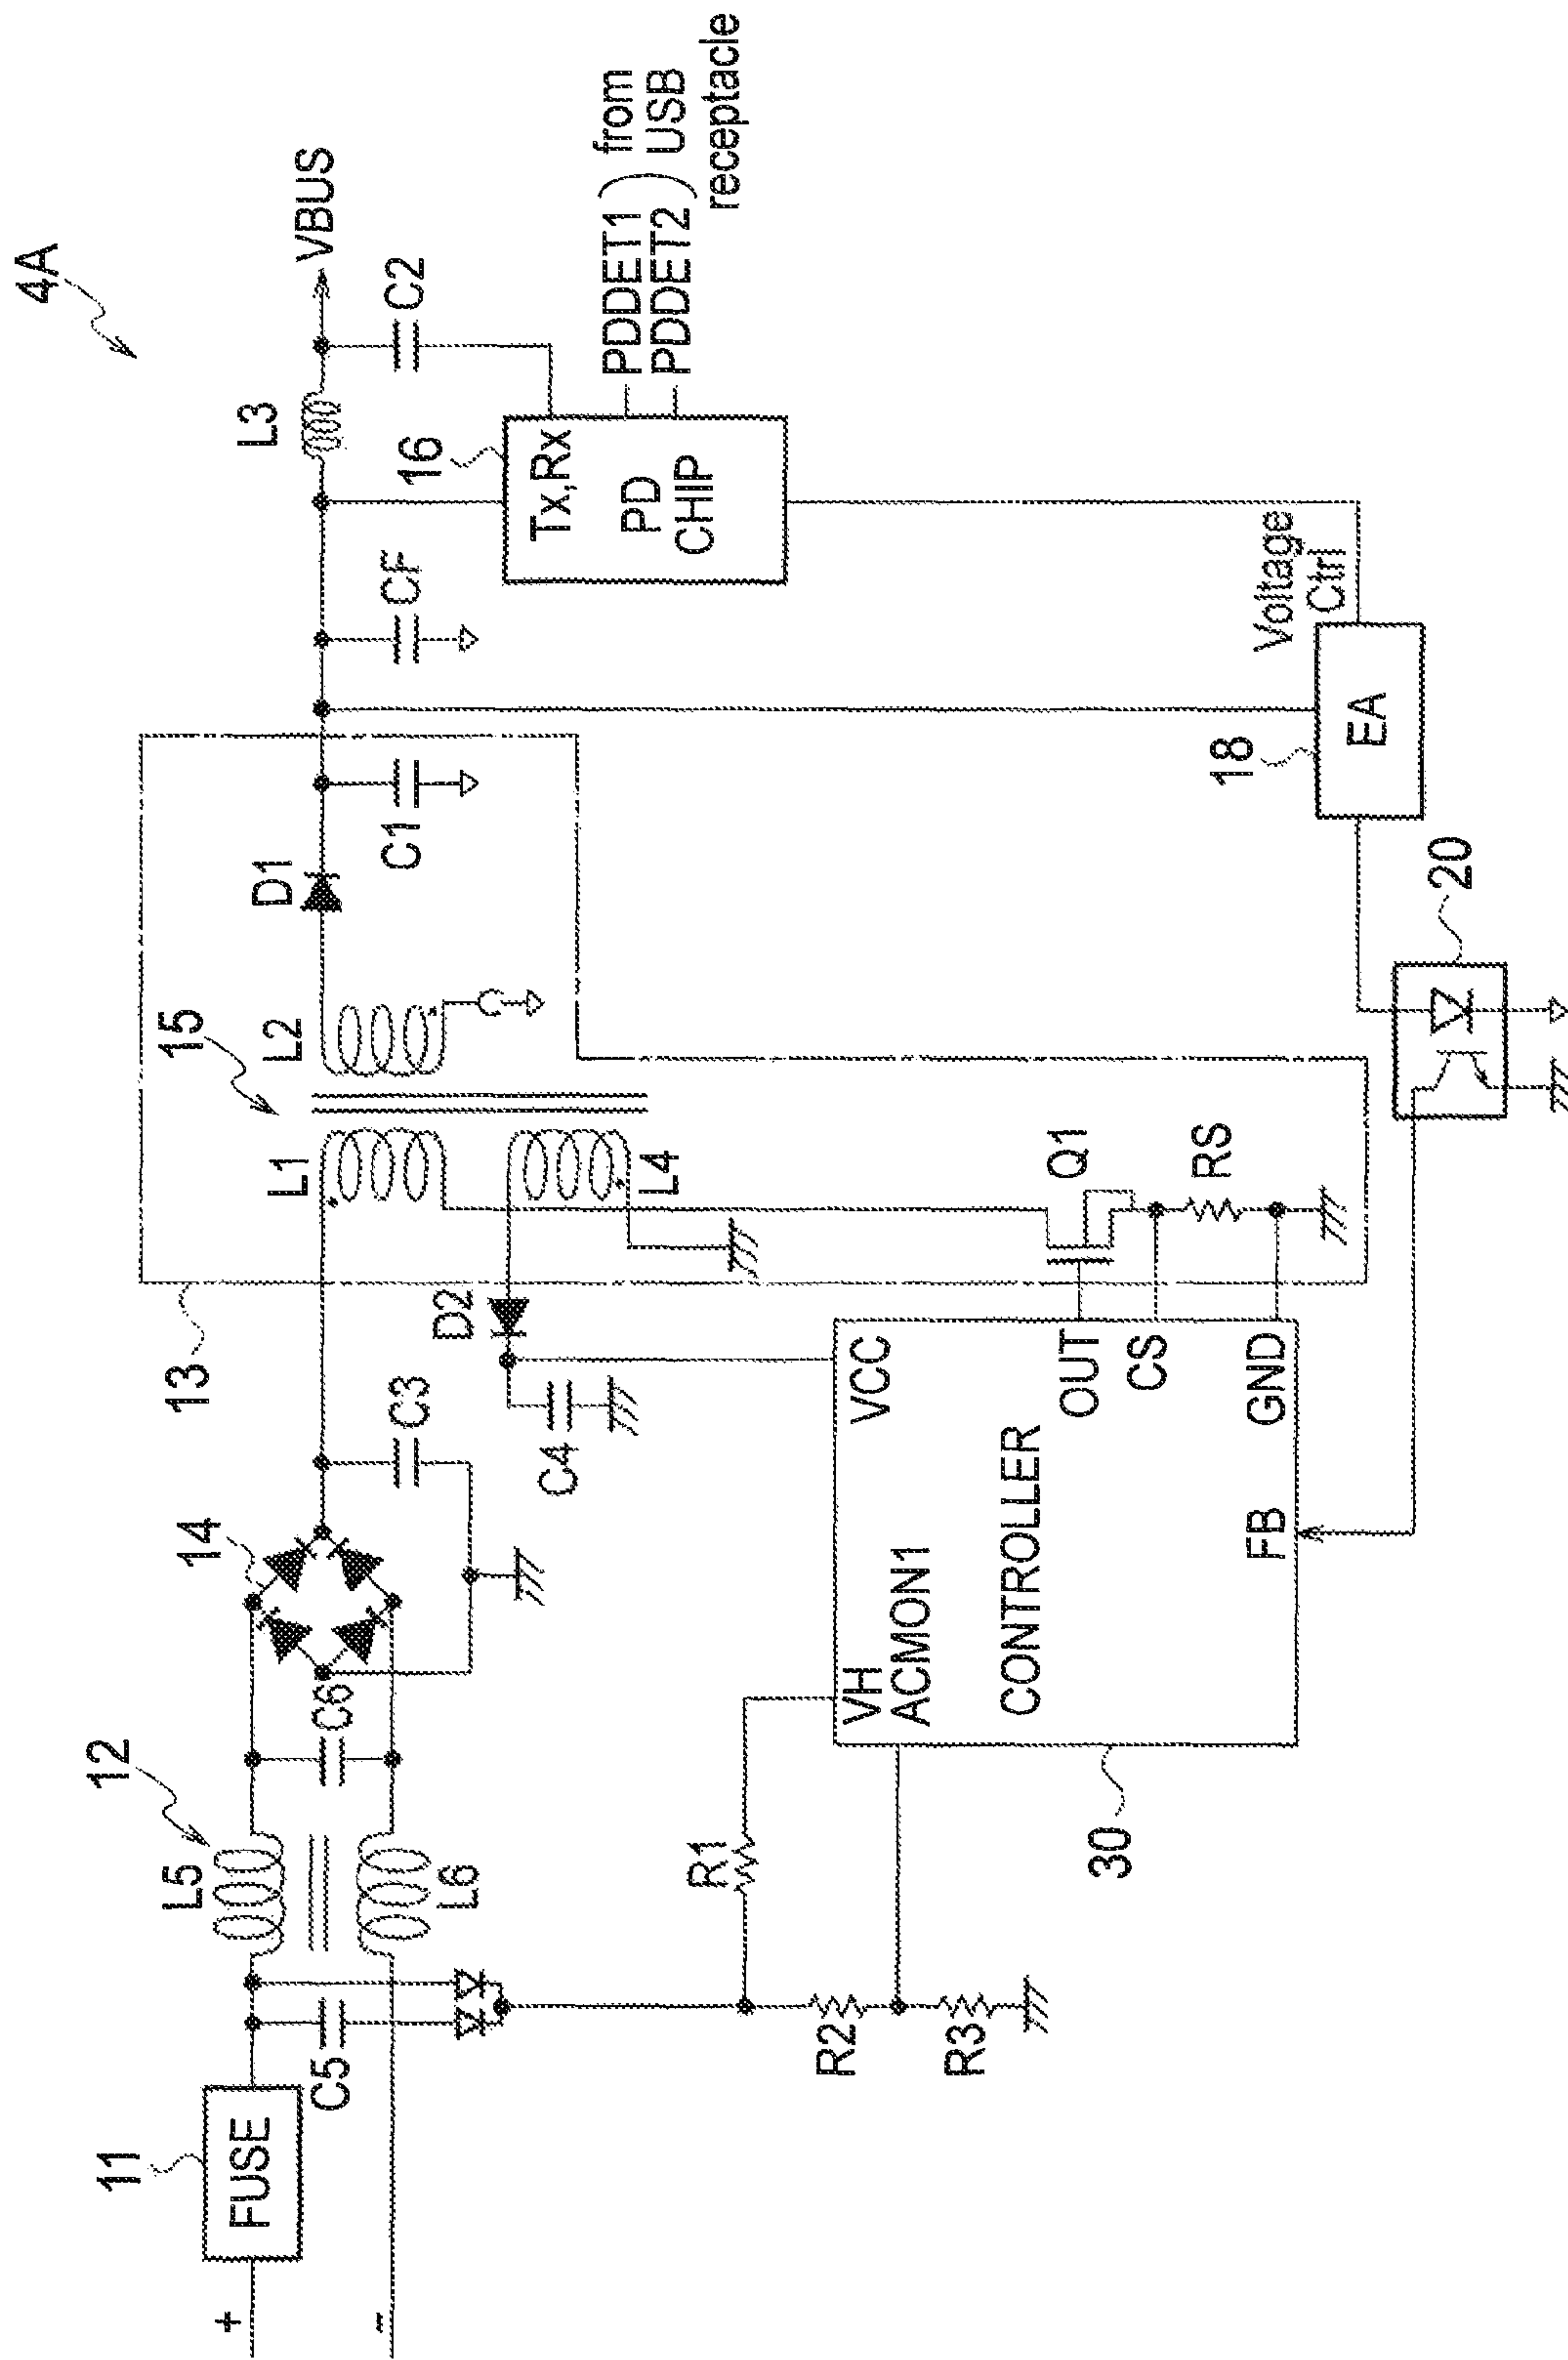 4A
VBUS
L3
C2
16
Tx,Rx
PD
CHIP
PDDET1
PDDET2
from
USB
receptacle
CF
Voltage
Ctrl
18
EA
20
C1
D1
15
L2
L1
L4
Q1
RS
13
D2
C4
C3
14
VCC
OUT
CS
GND
FB
VH
ACMON1
CONTROLLER
30
12
C6
L5
L6
R1
R2
R3
C5
11
FUSE
+
-